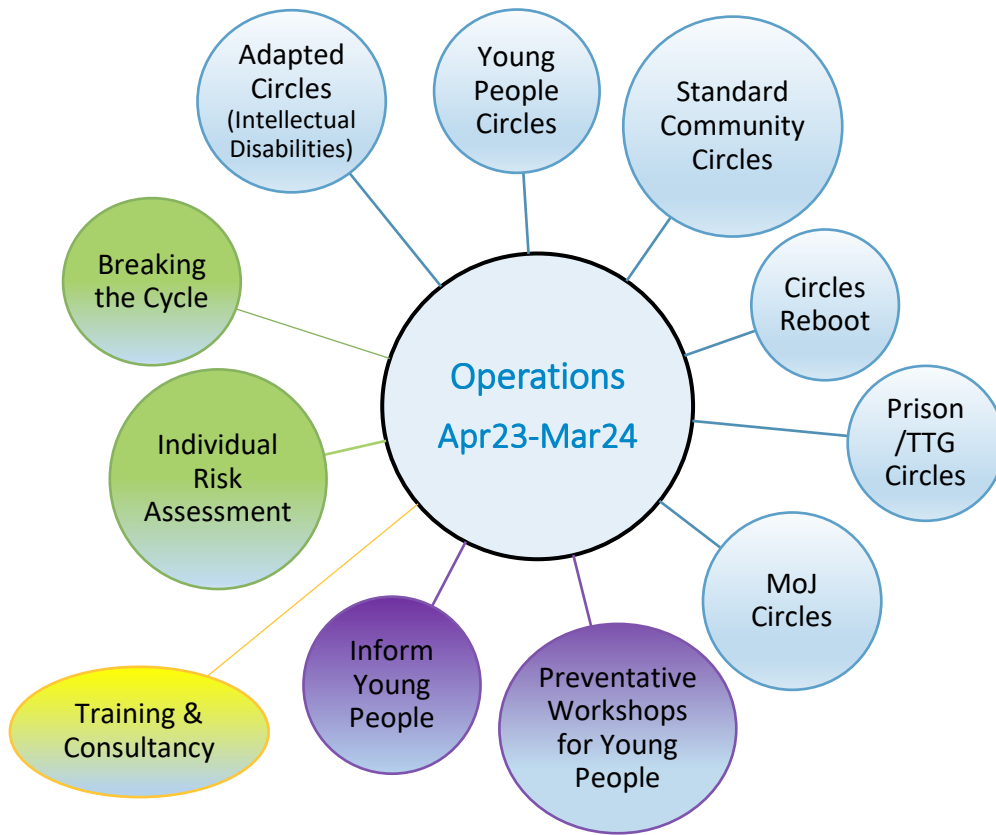 Adapted
Circles
(Intellectual
Disabilities)
Young
People
Circles
Standard
Community
Circles
Breaking
the Cycle
Circles
Reboot
Operations
Apr23-Mar24
Individual
Risk
Assessment
Prison
/TTG
Circles
MoJ
Circles
Inform
Young
People
Preventative
Workshops
for Young
People
Training &
Consultancy